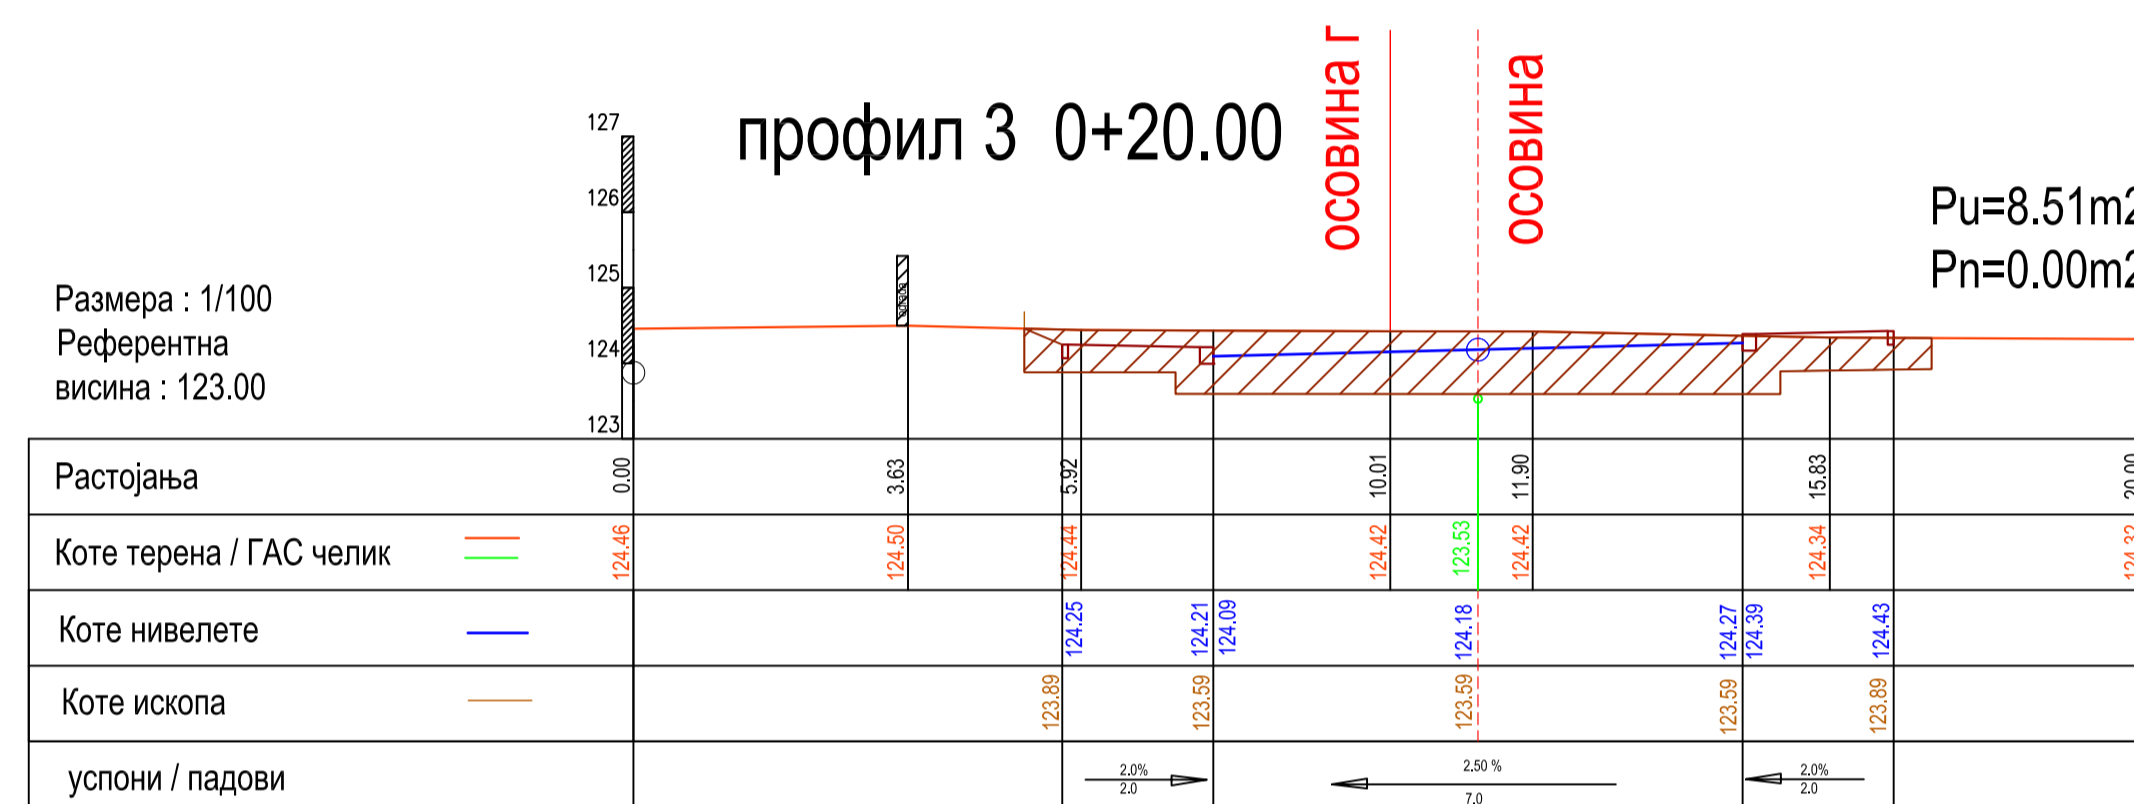 осовина г
осовина
профил 3 0+20.00
127
126
125
124
123
Pu=8.51m2
Pn=0.00m2
Размера : 1/100
Референтна
висина : 123.00
Растојања 0.00 3.63 5.92 10.01 11.90 15.83 20.00
Коте терена / ГАС челик 124.46 124.50 124.44 124.42 123.53 124.42 124.34 124.32
Коте нивелете 124.25 124.21 124.09 124.18 124.27 124.39 124.43
Коте ископа 123.89 123.59 123.59 123.59 123.89
успони / падови 2.0% 2.50 % 2.0%
2.0 7.0 2.0